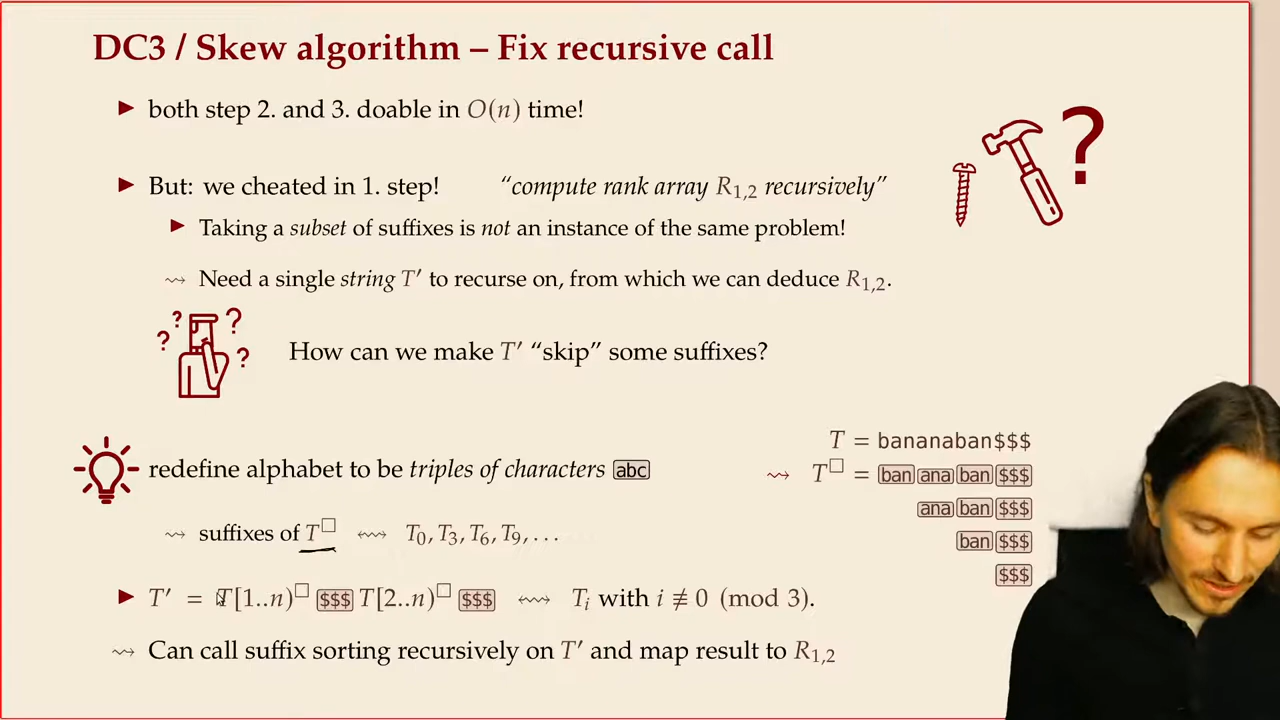 DC3 / Skew algorithm – Fix recursive call
▶ both step 2. and 3. doable in O(n) time!
▶ But: we cheated in 1. step! “compute rank array R₁,₂ recursively”
▶ Taking a subset of suffixes is not an instance of the same problem!
⇝ Need a single string T′ to recurse on, from which we can deduce R₁,₂.
?
? ? ? ?
How can we make T′ “skip” some suffixes?
redefine alphabet to be triples of characters abc
⇝ suffixes of T□ ⇜⇝ T₀, T₃, T₆, T₉, . . .
T = bananaban$$$
⇝ T□ = ban ana ban $$$
ana ban $$$
ban $$$
$$$
▶ T′ = T[1..n)□ $$$ T[2..n)□ $$$ ⇜⇝ Tᵢ with i ≢ 0 (mod 3).
⇝ Can call suffix sorting recursively on T′ and map result to R₁,₂